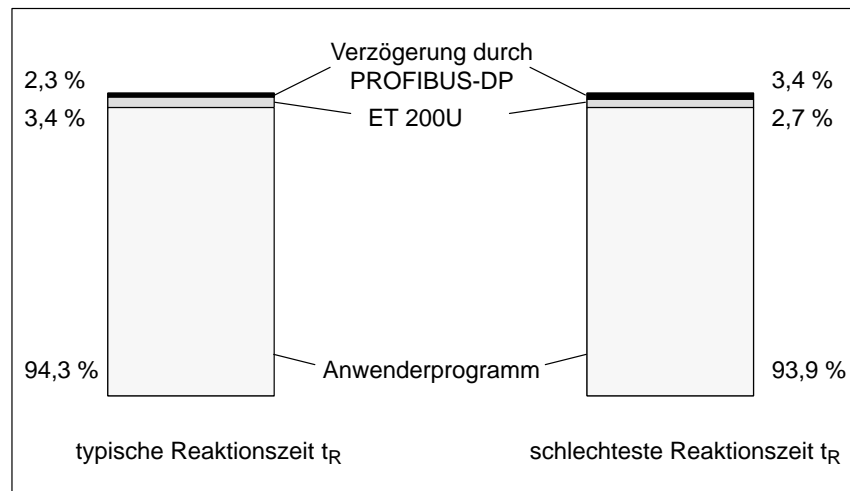 Verzögerung durch
2,3 % PROFIBUS-DP 3,4 %
3,4 % ET 200U 2,7 %
94,3 % Anwenderprogramm 93,9 %
typische Reaktionszeit tR schlechteste Reaktionszeit tR